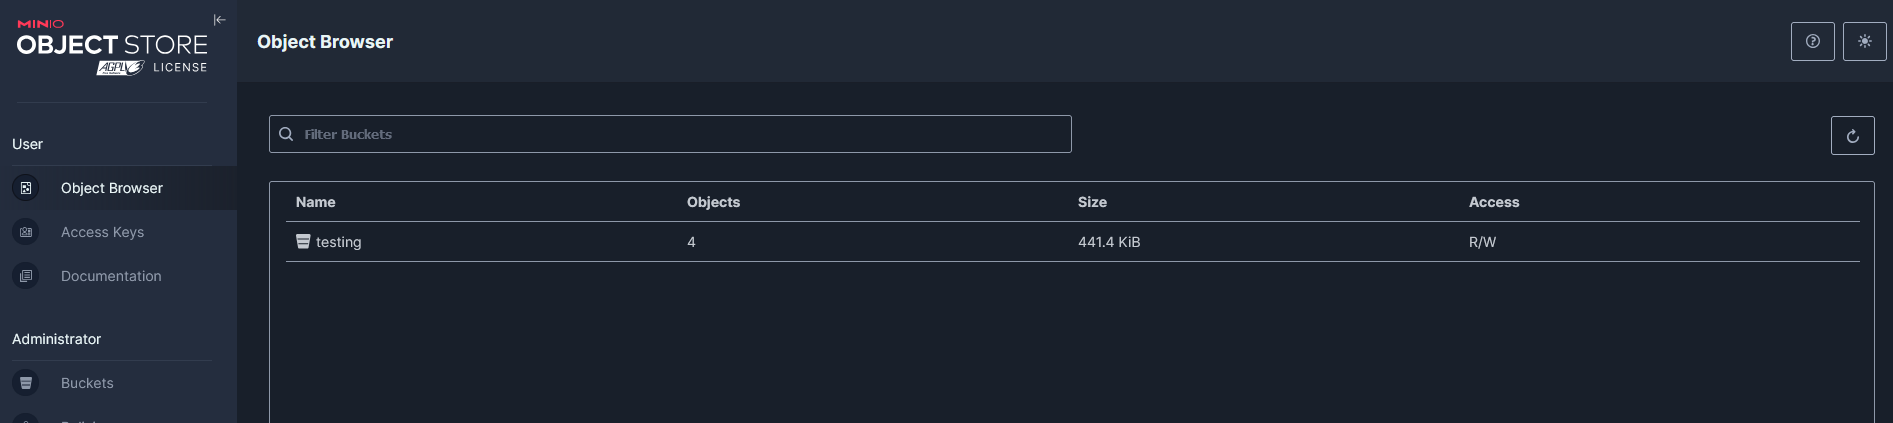 MINIO
OBJECT STORE
AGPLv3 LICENSE
User
Object Browser
Access Keys
Documentation
Administrator
Buckets
Object Browser
Filter Buckets
Name Objects Size Access
testing 4 441.4 KiB R/W